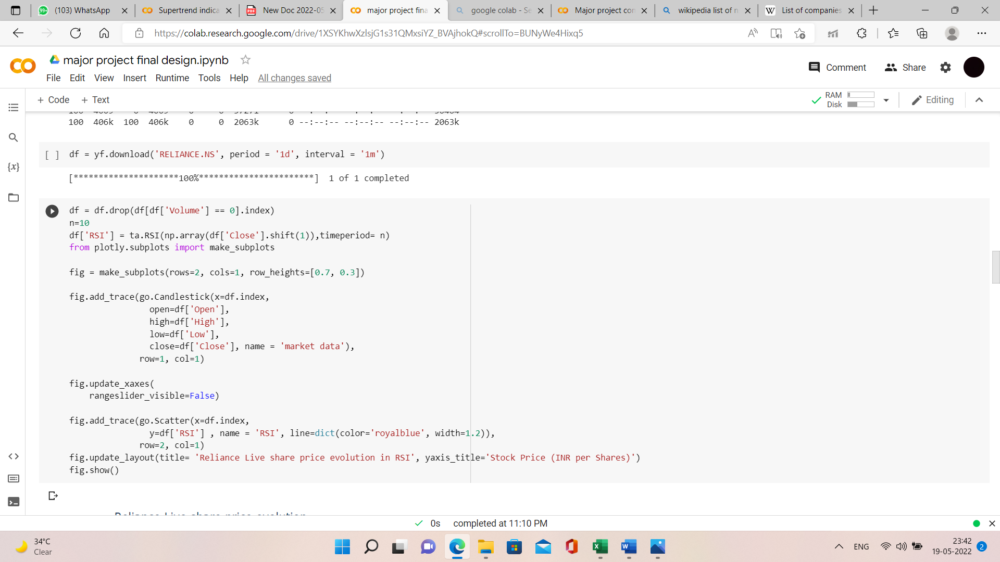 (103) WhatsApp
Supertrend indica
New Doc 2022-05
major project fina
google colab - Se
Major project con
wikipedia list of n
List of companies
https://colab.research.google.com/drive/1XSYKhwXzlsjG1s31QMxsiYZ_BVAjhokQ#scrollTo=BUNyWe4Hixq5
major project final design.ipynb
Comment
Share
File Edit View Insert Runtime Tools Help All changes saved
+ Code + Text
RAM
Disk
Editing
100 406k 100 406k 0 0 2063k 0 --:--:-- --:--:-- --:--:-- 2063k
[ ] df = yf.download('RELIANCE.NS', period = '1d', interval = '1m')
[*********************100%***********************] 1 of 1 completed
df = df.drop(df[df['Volume'] == 0].index)
n=10
df['RSI'] = ta.RSI(np.array(df['Close'].shift(1)),timeperiod= n)
from plotly.subplots import make_subplots
fig = make_subplots(rows=2, cols=1, row_heights=[0.7, 0.3])
fig.add_trace(go.Candlestick(x=df.index,
open=df['Open'],
high=df['High'],
low=df['Low'],
close=df['Close'], name = 'market data'),
row=1, col=1)
fig.update_xaxes(
rangeslider_visible=False)
fig.add_trace(go.Scatter(x=df.index,
y=df['RSI'] , name = 'RSI', line=dict(color='royalblue', width=1.2)),
row=2, col=1)
fig.update_layout(title= 'Reliance Live share price evolution in RSI', yaxis_title='Stock Price (INR per Shares)')
fig.show()
Reliance Live share price evolution
0s completed at 11:10 PM
34°C
Clear
ENG
23:42
19-05-2022
2